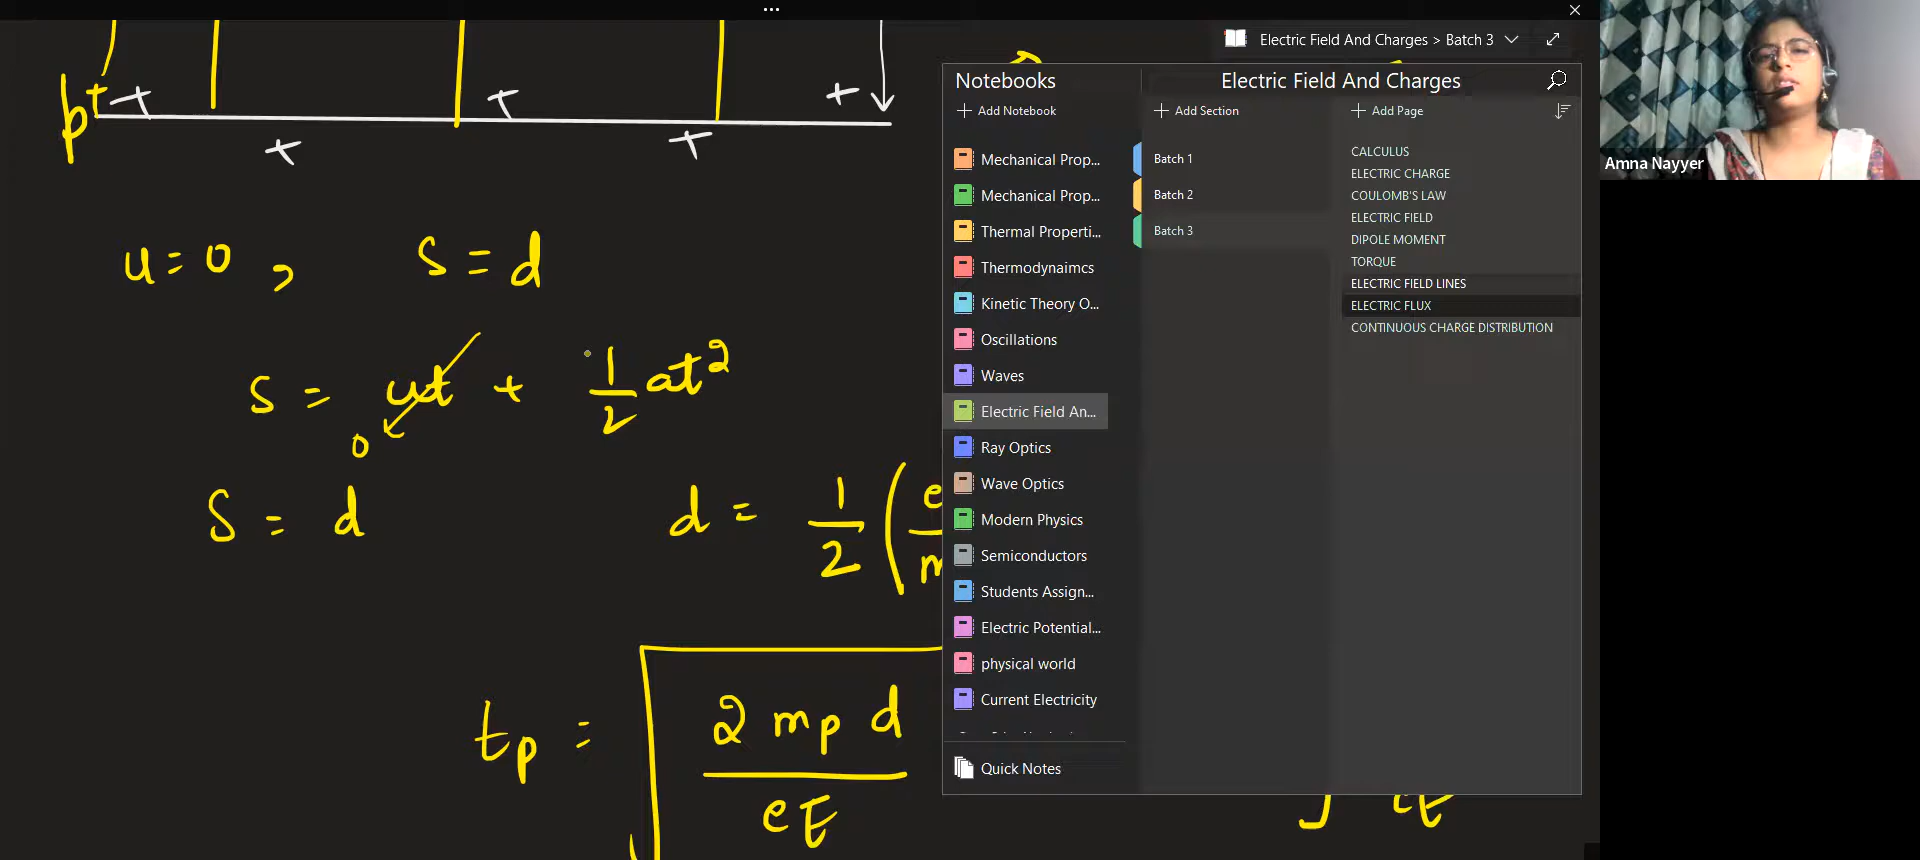 Electric Field And Charges > Batch 3
Notebooks
Electric Field And Charges
+ Add Notebook
+ Add Section
+ Add Page
Mechanical Prop...
Mechanical Prop...
Thermal Properti...
Thermodynaimcs
Kinetic Theory O...
Oscillations
Waves
Electric Field An...
Ray Optics
Wave Optics
Modern Physics
Semiconductors
Students Assign...
Electric Potential...
physical world
Current Electricity
Quick Notes
Batch 1
Batch 2
Batch 3
CALCULUS
ELECTRIC CHARGE
COULOMB'S LAW
ELECTRIC FIELD
DIPOLE MOMENT
TORQUE
ELECTRIC FIELD LINES
ELECTRIC FLUX
CONTINUOUS CHARGE DISTRIBUTION
Amna Nayyer
p+ + + + + +
u = 0 , S = d
S = ut + 1/2 at²
0
S = d d = 1/2 ( e/m
tp = √ 2 mp d / eE
eE